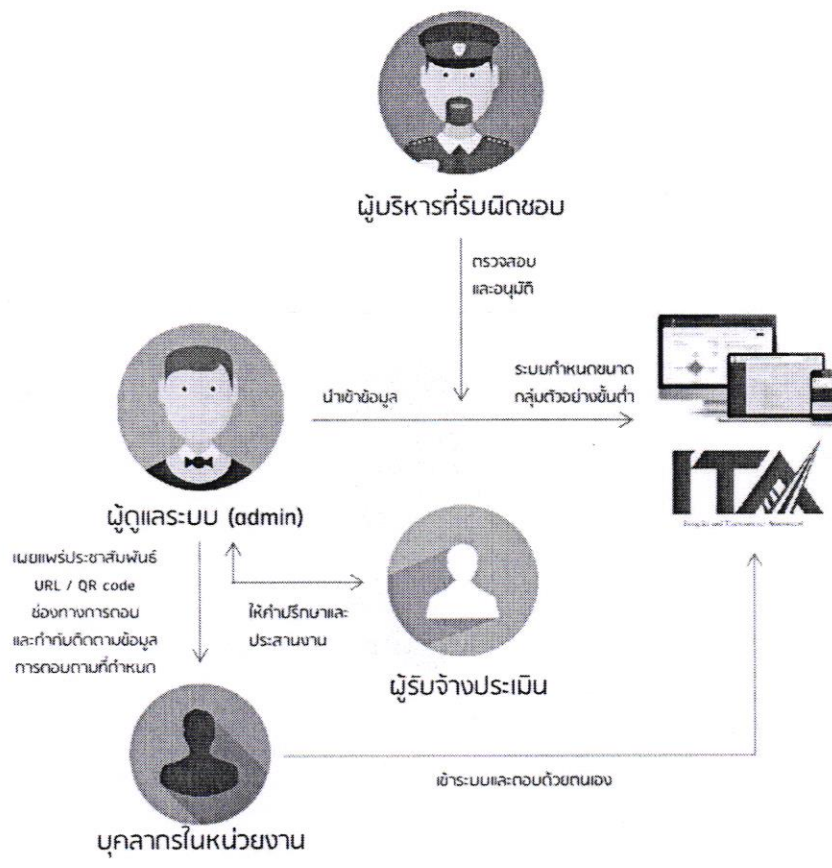 ผู้บริหารที่รับผิดชอบ
ตรวจสอบ
และอนุมัติ
นำเข้าข้อมูล
ระบบกำหนดขนาด
กลุ่มตัวอย่างขั้นต่ำ
ITA
ผู้ดูแลระบบ (admin)
เผยแพร่ประชาสัมพันธ์
URL / QR code
ช่องทางการตอบ
และกำกับติดตามข้อมูล
การตอบตามที่กำหนด
ให้คำปรึกษาและ
ประสานงาน
ผู้รับจ้างประเมิน
เข้าระบบและตอบด้วยตนเอง
บุคลากรในหน่วยงาน